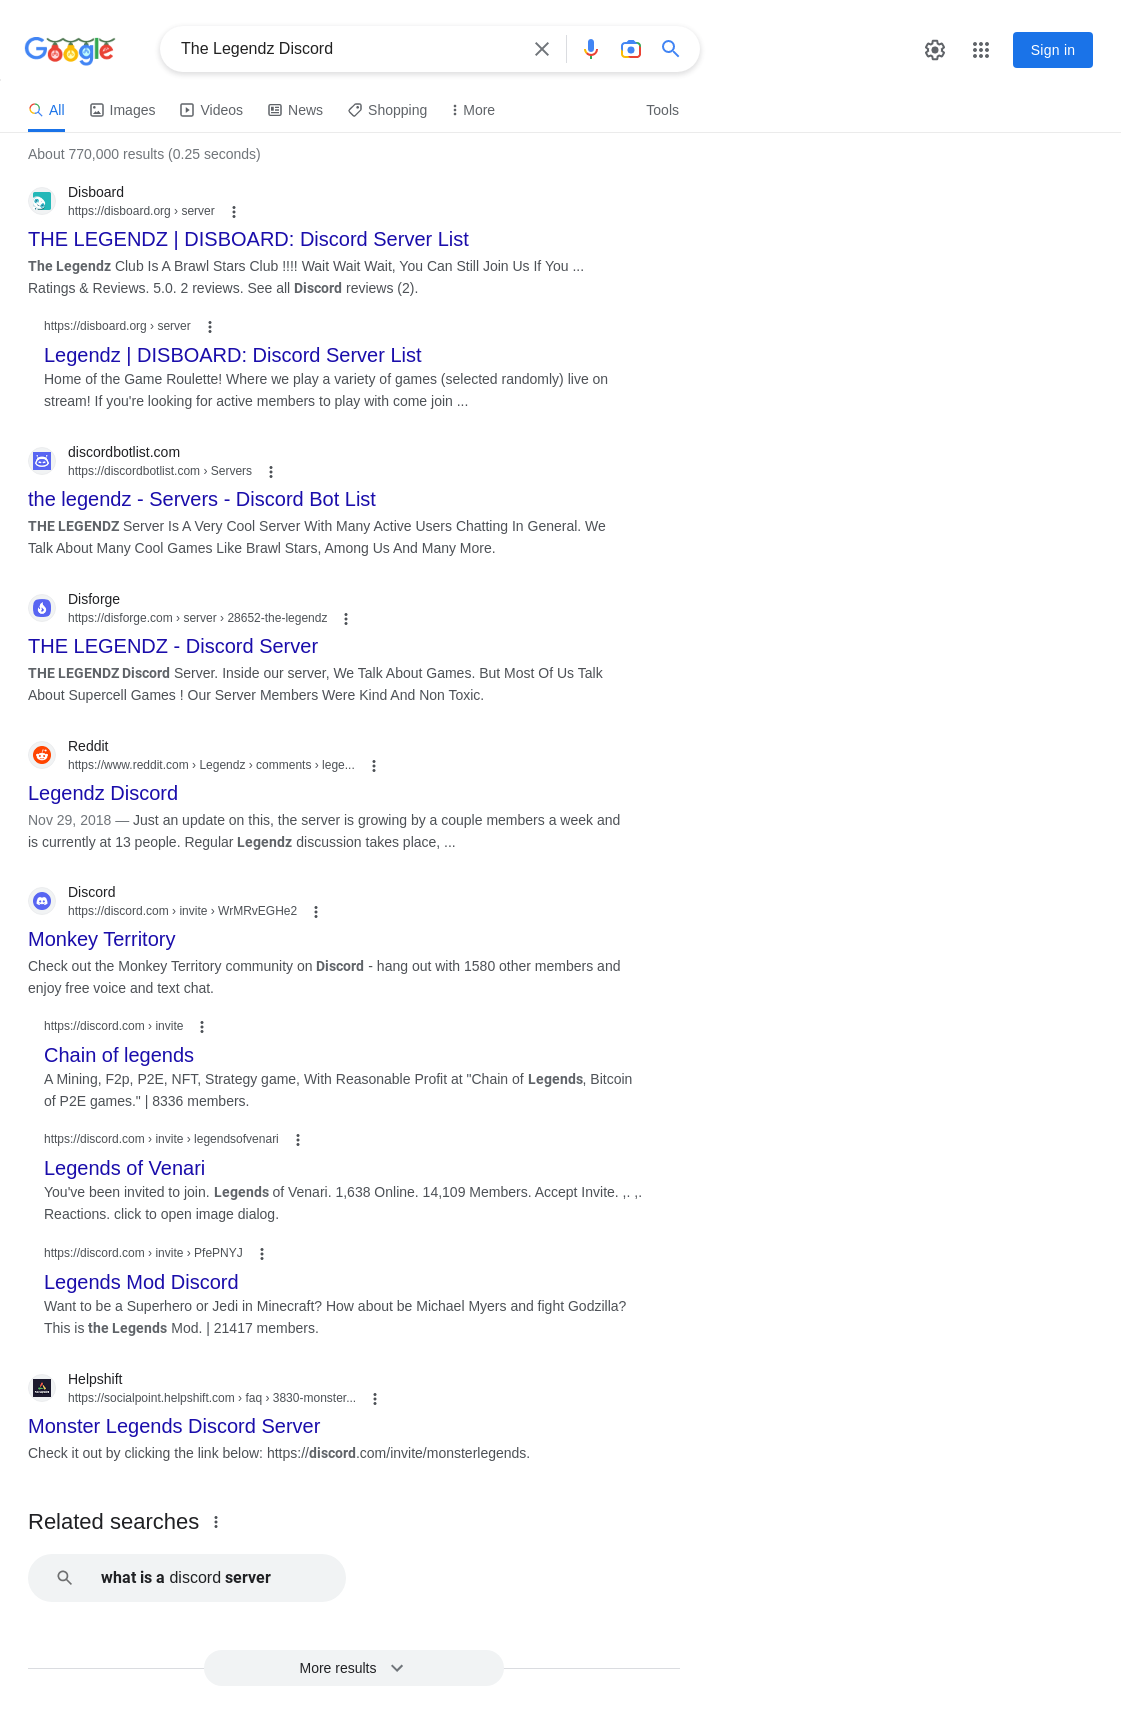 Google
The Legendz Discord
Sign in
All Images Videos News Shopping More Tools
About 770,000 results (0.25 seconds)
Disboard
https://disboard.org › server
THE LEGENDZ | DISBOARD: Discord Server List
The Legendz Club Is A Brawl Stars Club !!!! Wait Wait Wait, You Can Still Join Us If You ...
Ratings & Reviews. 5.0. 2 reviews. See all Discord reviews (2).
https://disboard.org › server
Legendz | DISBOARD: Discord Server List
Home of the Game Roulette! Where we play a variety of games (selected randomly) live on
stream! If you're looking for active members to play with come join ...
discordbotlist.com
https://discordbotlist.com › Servers
the legendz - Servers - Discord Bot List
THE LEGENDZ Server Is A Very Cool Server With Many Active Users Chatting In General. We
Talk About Many Cool Games Like Brawl Stars, Among Us And Many More.
Disforge
https://disforge.com › server › 28652-the-legendz
THE LEGENDZ - Discord Server
THE LEGENDZ Discord Server. Inside our server, We Talk About Games. But Most Of Us Talk
About Supercell Games ! Our Server Members Were Kind And Non Toxic.
Reddit
https://www.reddit.com › Legendz › comments › lege...
Legendz Discord
Nov 29, 2018 — Just an update on this, the server is growing by a couple members a week and
is currently at 13 people. Regular Legendz discussion takes place, ...
Discord
https://discord.com › invite › WrMRvEGHe2
Monkey Territory
Check out the Monkey Territory community on Discord - hang out with 1580 other members and
enjoy free voice and text chat.
https://discord.com › invite
Chain of legends
A Mining, F2p, P2E, NFT, Strategy game, With Reasonable Profit at "Chain of Legends, Bitcoin
of P2E games." | 8336 members.
https://discord.com › invite › legendsofvenari
Legends of Venari
You've been invited to join. Legends of Venari. 1,638 Online. 14,109 Members. Accept Invite. ,. ,.
Reactions. click to open image dialog.
https://discord.com › invite › PfePNYJ
Legends Mod Discord
Want to be a Superhero or Jedi in Minecraft? How about be Michael Myers and fight Godzilla?
This is the Legends Mod. | 21417 members.
Helpshift
https://socialpoint.helpshift.com › faq › 3830-monster...
Monster Legends Discord Server
Check it out by clicking the link below: https://discord.com/invite/monsterlegends.
Related searches
what is a discord server
More results